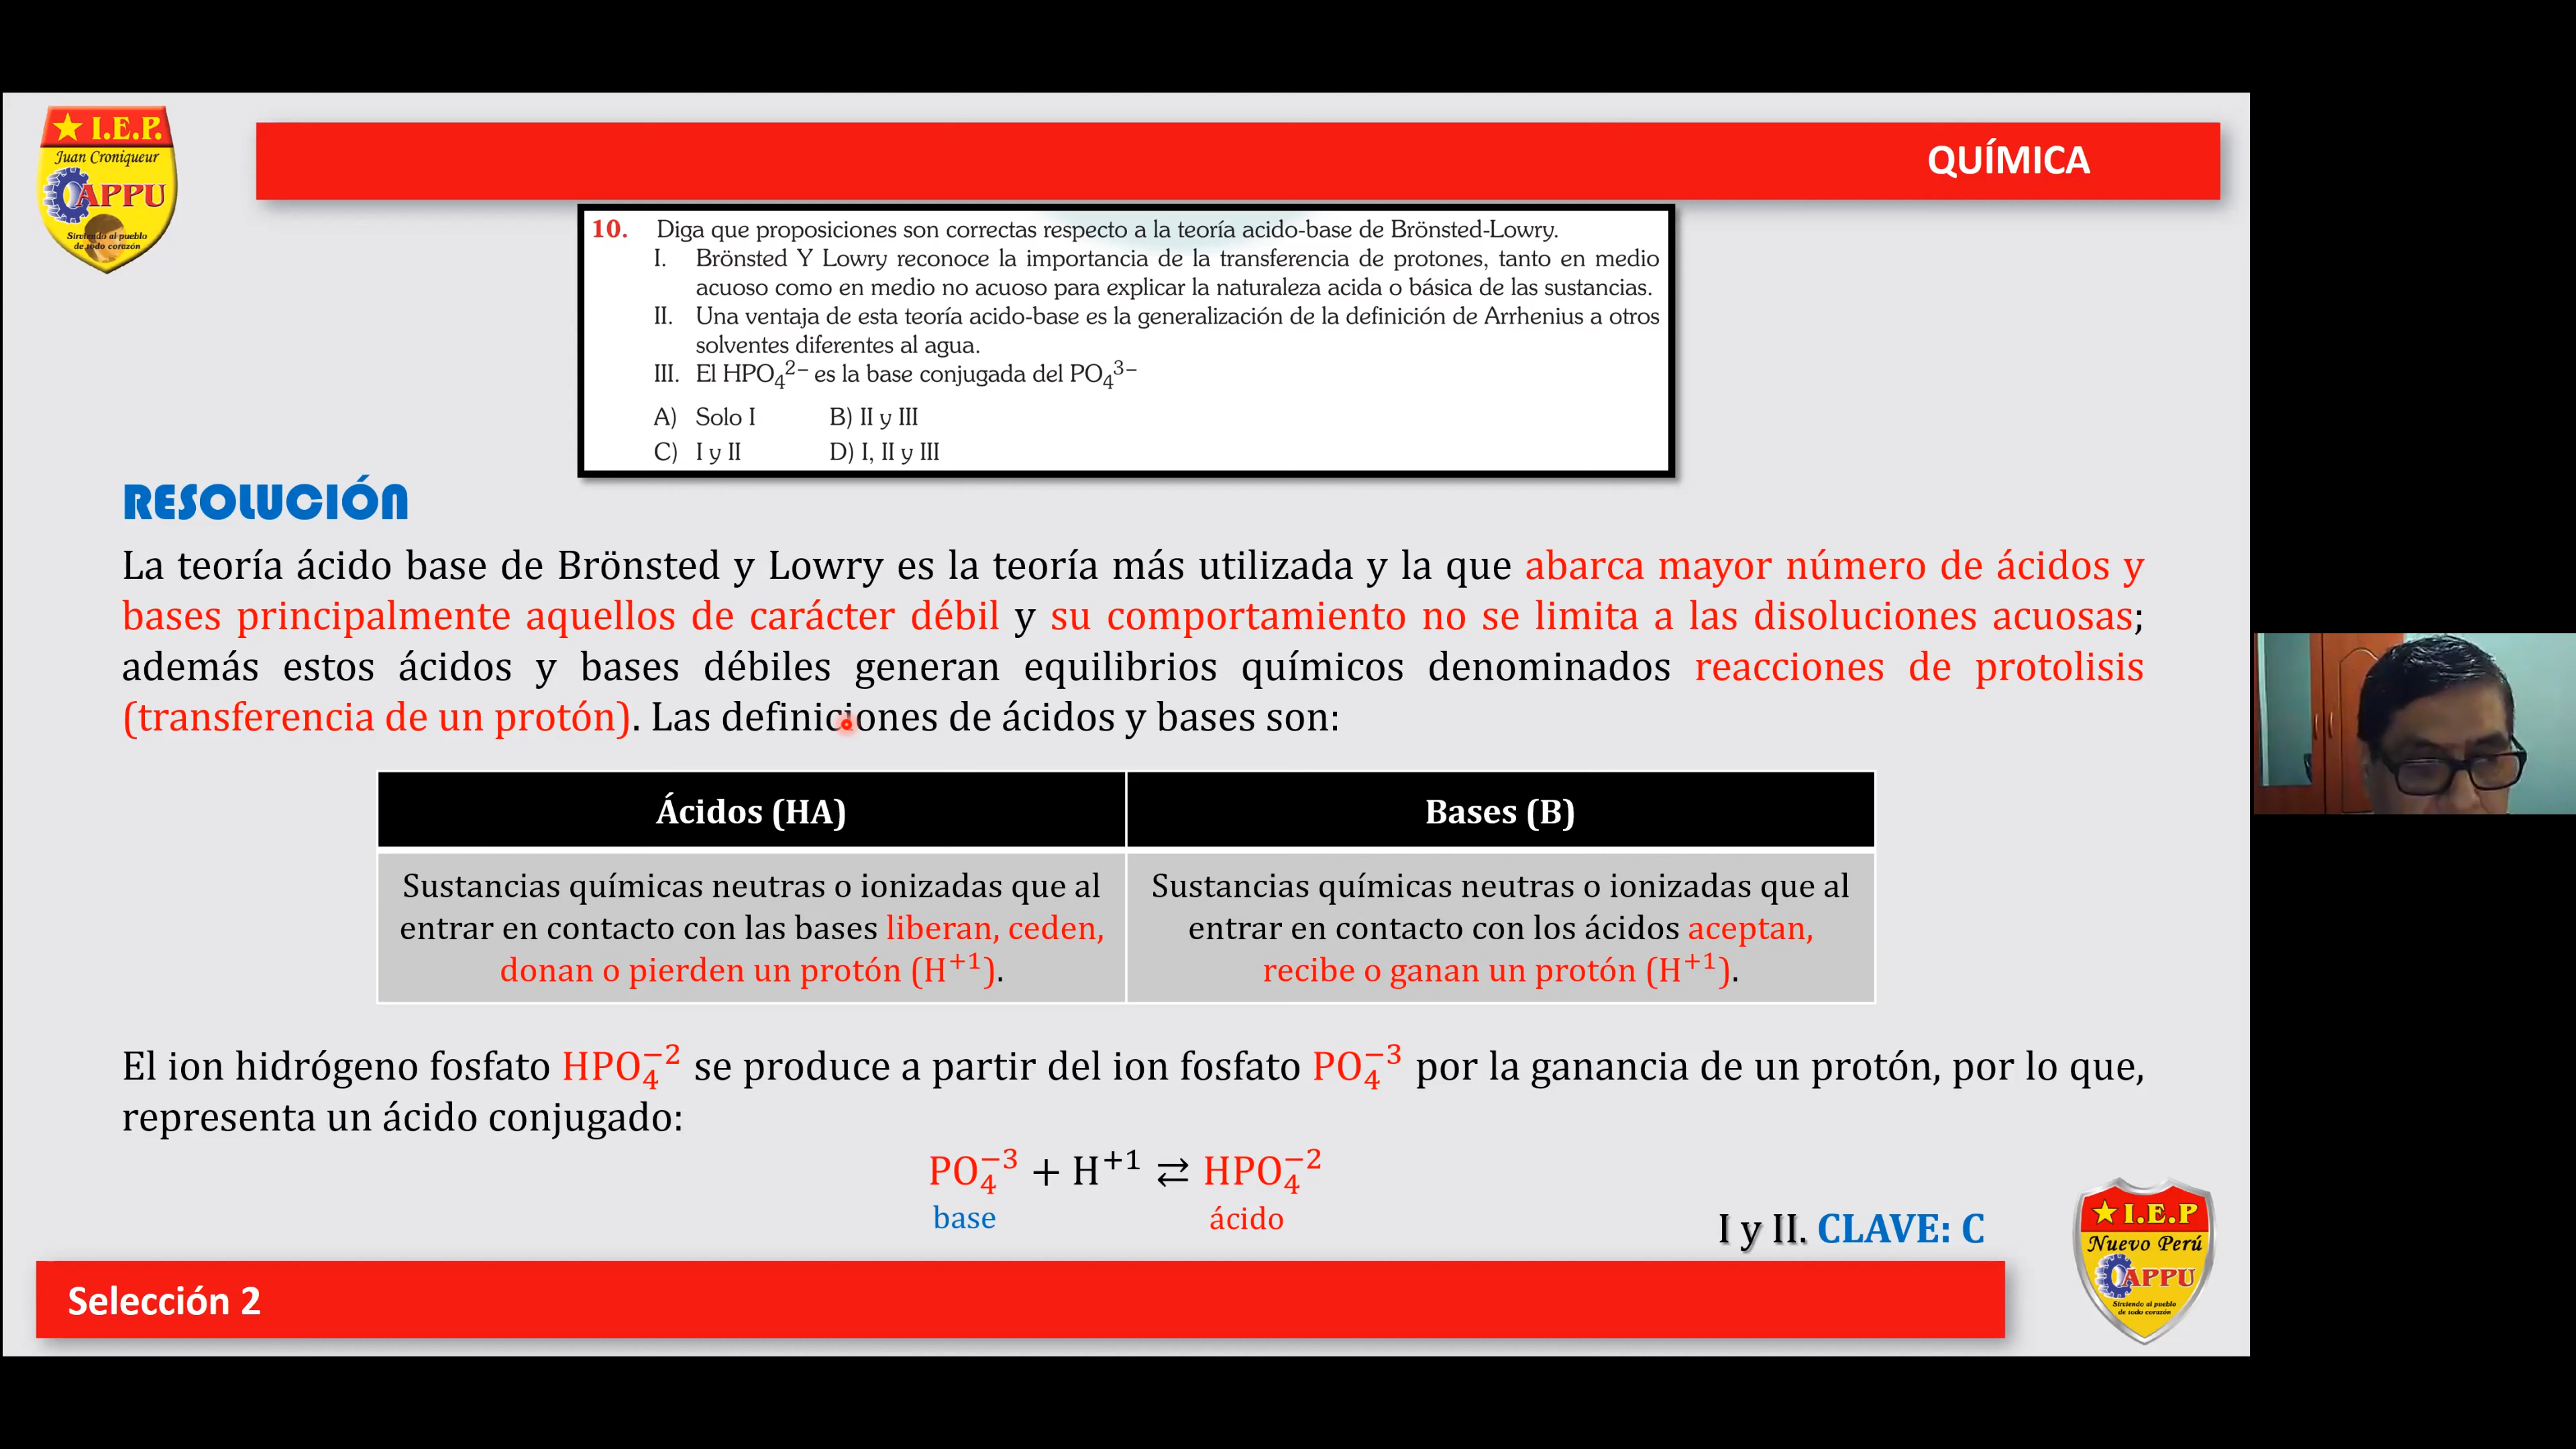 I.E.P.
Juan Croniqueur
CAPPU
Sirviendo al pueblo
de todo corazón
QUÍMICA
10. Diga que proposiciones son correctas respecto a la teoría acido-base de Brönsted-Lowry.
I. Brönsted Y Lowry reconoce la importancia de la transferencia de protones, tanto en medio
acuoso como en medio no acuoso para explicar la naturaleza acida o básica de las sustancias.
II. Una ventaja de esta teoría acido-base es la generalización de la definición de Arrhenius a otros
solventes diferentes al agua.
III. El HPO₄²⁻ es la base conjugada del PO₄³⁻
A) Solo I B) II y III
C) I y II D) I, II y III
RESOLUCIÓN
La teoría ácido base de Brönsted y Lowry es la teoría más utilizada y la que abarca mayor número de ácidos y
bases principalmente aquellos de carácter débil y su comportamiento no se limita a las disoluciones acuosas;
además estos ácidos y bases débiles generan equilibrios químicos denominados reacciones de protolisis
(transferencia de un protón). Las definiciones de ácidos y bases son:
Ácidos (HA) Bases (B)
Sustancias químicas neutras o ionizadas que al
entrar en contacto con las bases liberan, ceden,
donan o pierden un protón (H⁺¹).
Sustancias químicas neutras o ionizadas que al
entrar en contacto con los ácidos aceptan,
recibe o ganan un protón (H⁺¹).
El ion hidrógeno fosfato HPO₄⁻² se produce a partir del ion fosfato PO₄⁻³ por la ganancia de un protón, por lo que,
representa un ácido conjugado:
PO₄⁻³ + H⁺¹ ⇄ HPO₄⁻²
base ácido
I y II. CLAVE: C
Selección 2
I.E.P
Nuevo Perú
CAPPU
Sirviendo al pueblo
de todo corazón